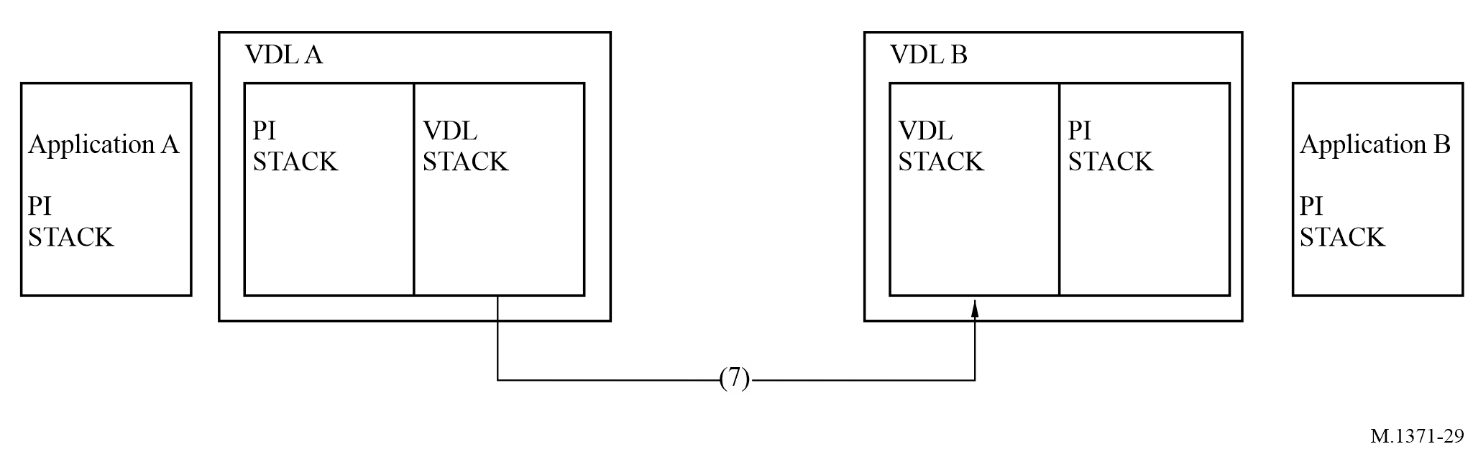 VDL A
VDL B
Application A
PI
STACK
PI
STACK
VDL
STACK
VDL
STACK
PI
STACK
Application B
PI
STACK
(7)
M.1371-29